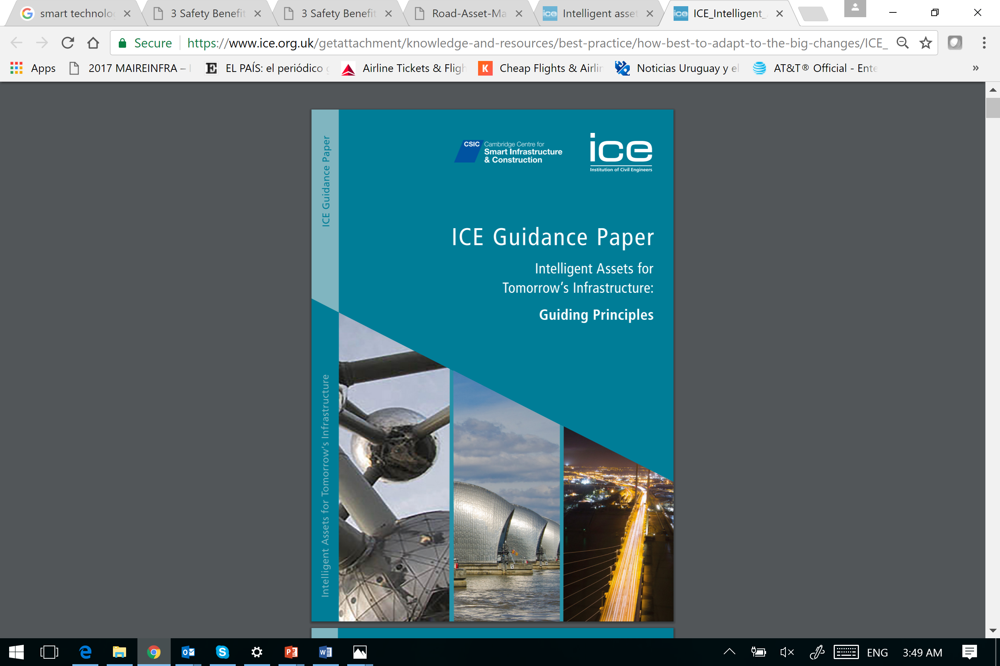 smart technolo
3 Safety Benefit
3 Safety Benefit
Road-Asset-Ma
ice
Intelligent asset
ice
ICE_Intelligent_
Secure
https://www.ice.org.uk/getattachment/knowledge-and-resources/best-practice/how-best-to-adapt-to-the-big-changes/ICE_
Apps
2017 MAIREINFRA –
E
EL PAÍS: el periódico g
Airline Tickets & Fligh
K
Cheap Flights & Airlin
Noticias Uruguay y el
AT&T® Official - Ente
»
ICE Guidance Paper
Intelligent Assets for Tomorrow's Infrastructure
CSIC
Cambridge Centre for
Smart Infrastructure
& Construction
ice
Institution of Civil Engineers
ICE Guidance Paper
Intelligent Assets for
Tomorrow's Infrastructure:
Guiding Principles
ENG
3:49 AM